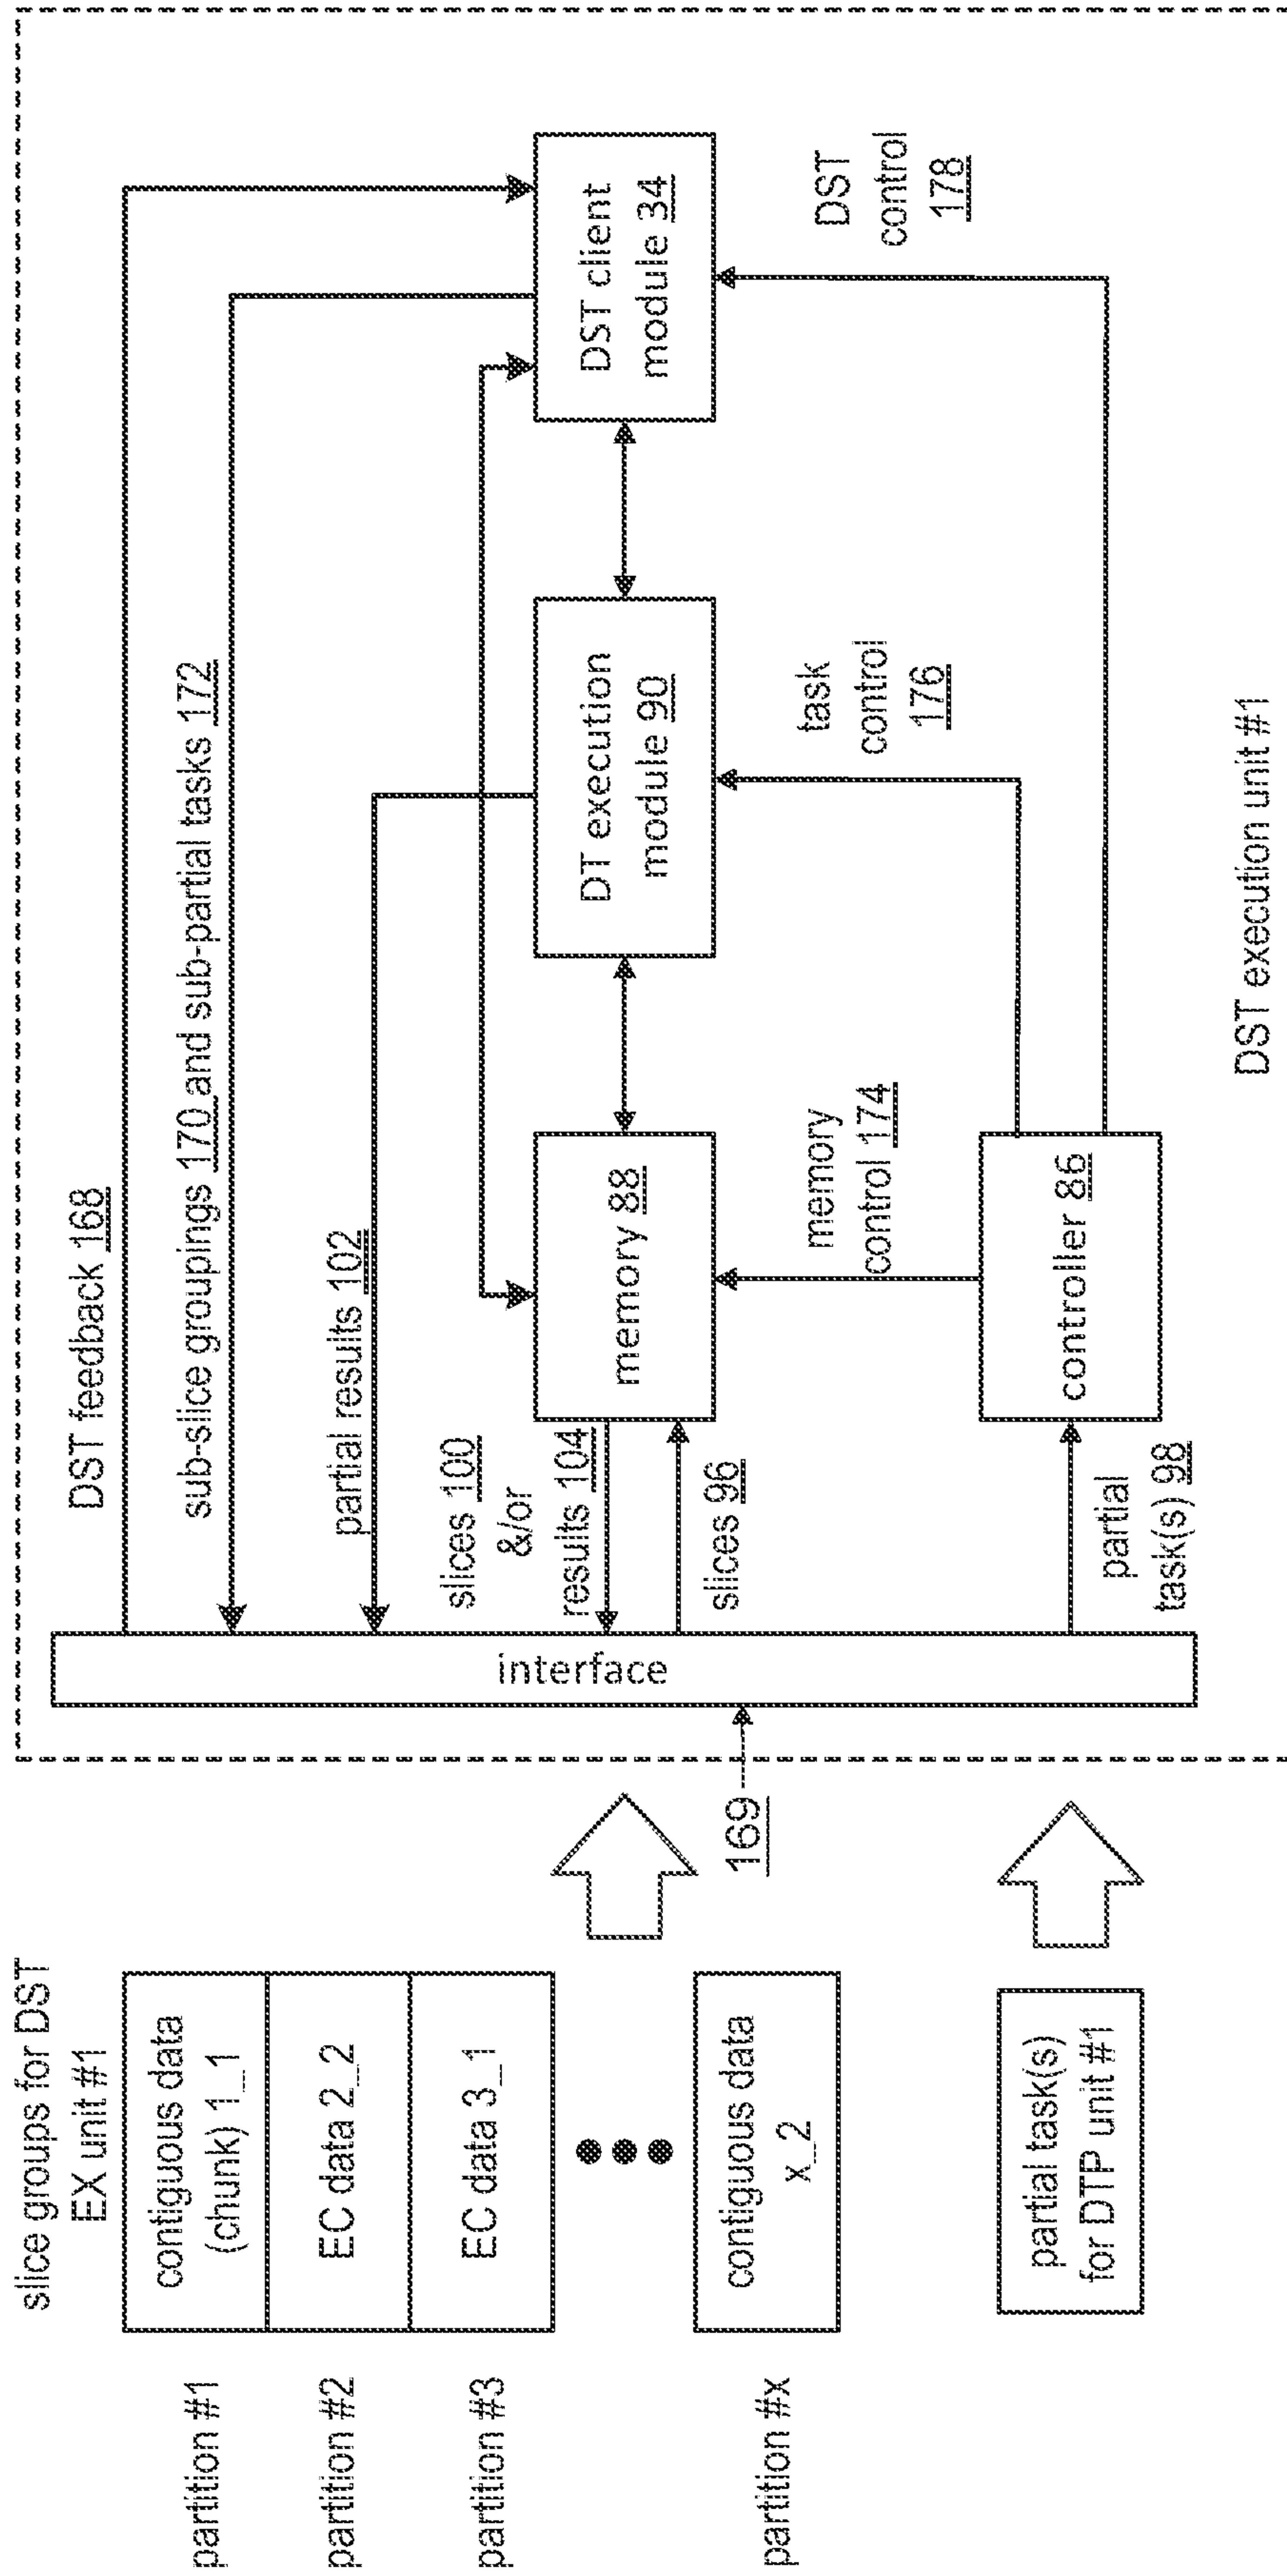 slice groups for DST
EX unit #1
partition #1
contiguous data
(chunk) 1_1
partition #2
EC data 2_2
partition #3
EC data 3_1
partition #x
contiguous data
x_2
partial task(s)
for DTP unit #1
169
interface
DST feedback 168
sub-slice groupings 170 and sub-partial tasks 172
partial results 102
slices 100
&/or
results 104
slices 96
partial
task(s) 98
memory 88
memory
control 174
controller 86
DT execution
module 90
task
control
176
DST client
module 34
DST
control
178
DST execution unit #1